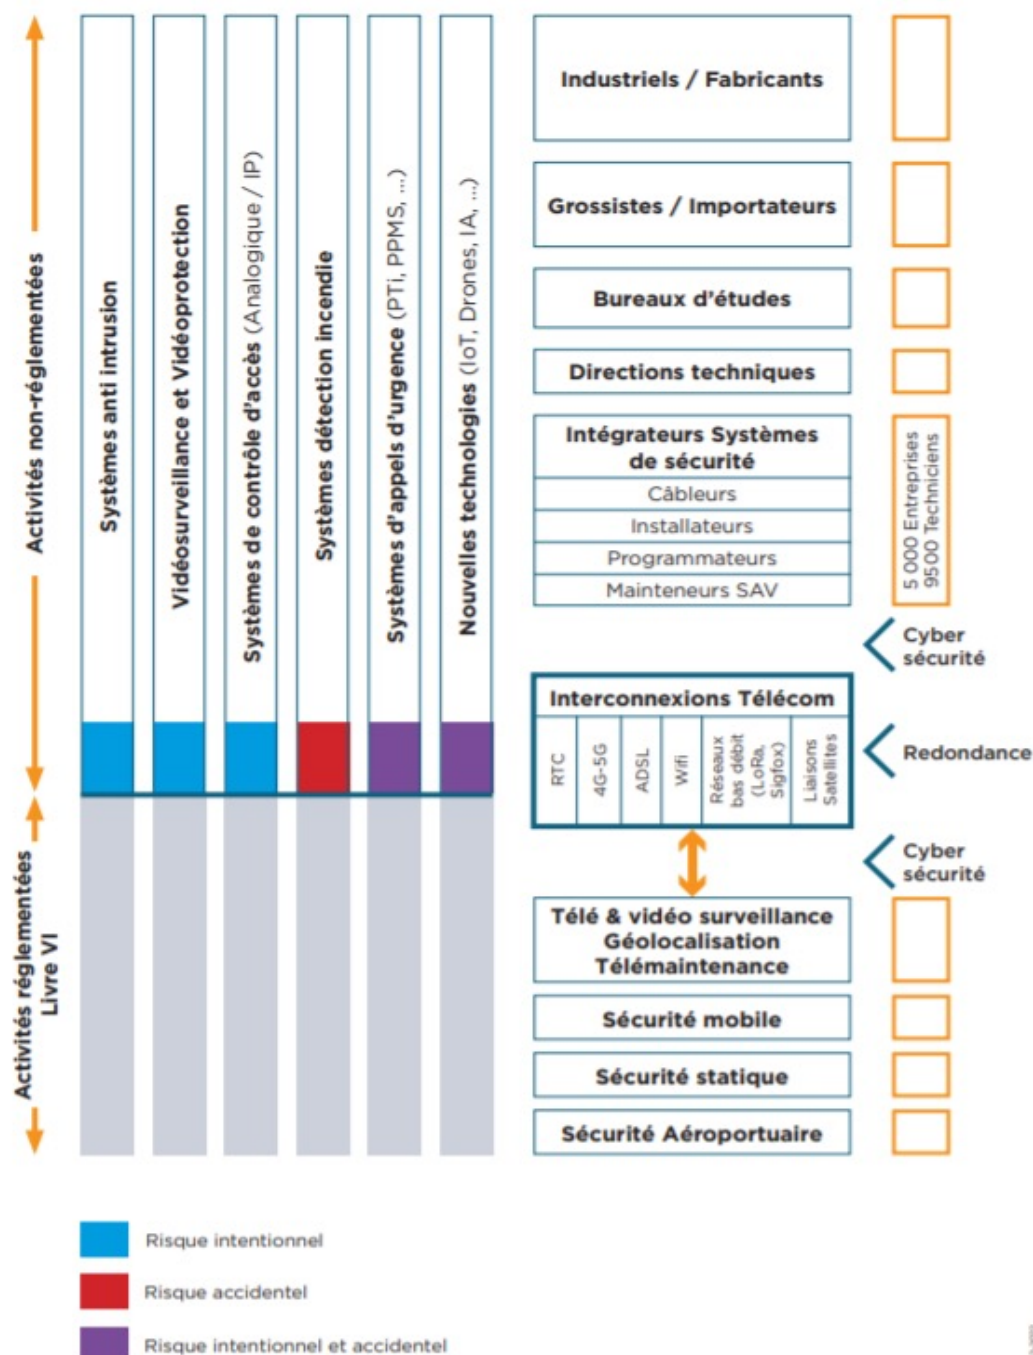 Activités non-réglementées
Activités réglementées
Livre VI
Systèmes anti intrusion
Vidéosurveillance et Vidéoprotection
Systèmes de contrôle d'accès (Analogique / IP)
Systèmes détection incendie
Systèmes d'appels d'urgence (PTi, PPMS, ...)
Nouvelles technologies (IoT, Drones, IA, ...)
Industriels / Fabricants
Grossistes / Importateurs
Bureaux d'études
Directions techniques
Intégrateurs Systèmes
de sécurité
Câbleurs
Installateurs
Programmateurs
Mainteneurs SAV
5 000 Entreprises
9500 Techniciens
Cyber
sécurité
Interconnexions Télécom
RTC
4G-5G
ADSL
Wifi
Réseaux
bas débit
(LoRa,
Sigfox)
Liaisons
Satellites
Redondance
Cyber
sécurité
Télé & vidéo surveillance
Géolocalisation
Télémaintenance
Sécurité mobile
Sécurité statique
Sécurité Aéroportuaire
Risque intentionnel
Risque accidentel
Risque intentionnel et accidentel